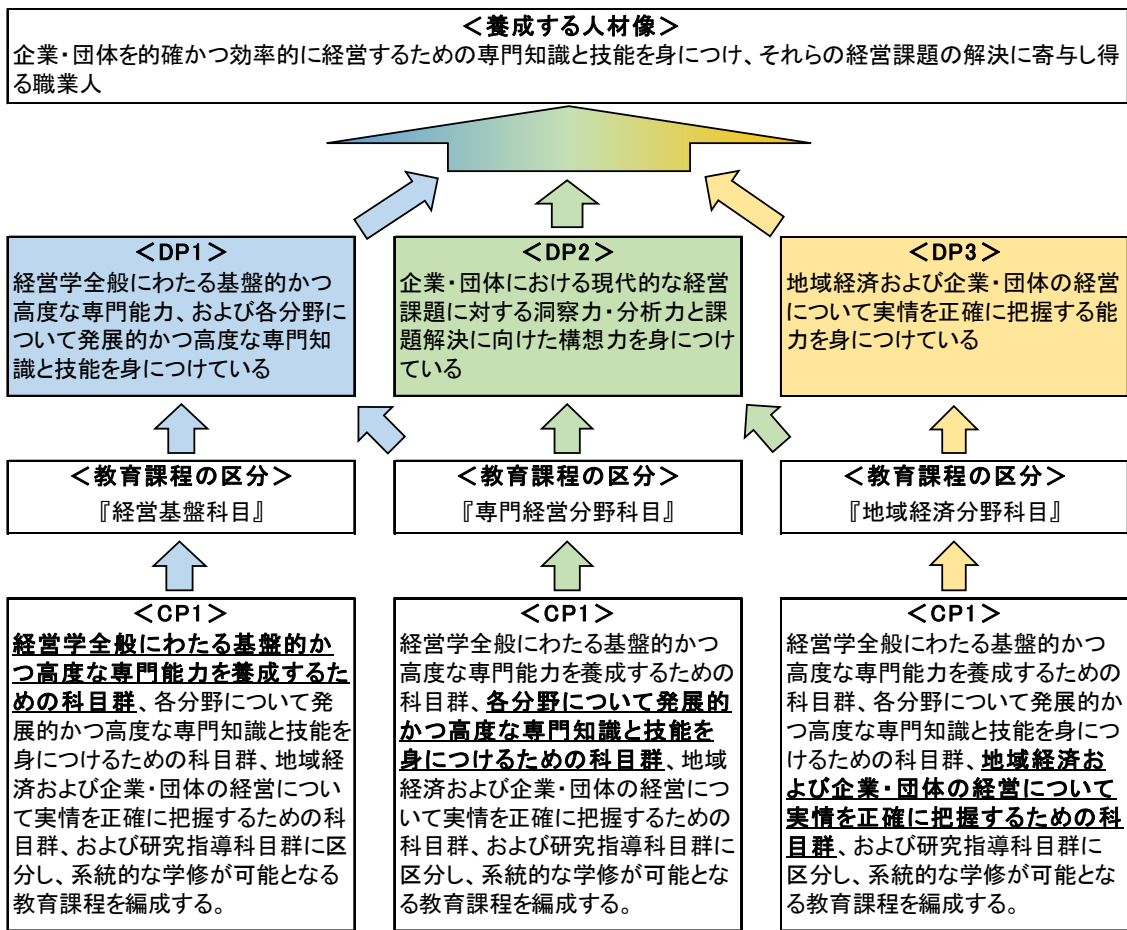 ＜養成する人材像＞
企業・団体を的確かつ効率的に経営するための専門知識と技能を身につけ、それらの経営課題の解決に寄与し得
る職業人
＜DP1＞
経営学全般にわたる基盤的かつ
高度な専門能力、および各分野に
ついて発展的かつ高度な専門知
識と技能を身につけている
＜DP2＞
企業・団体における現代的な経営
課題に対する洞察力・分析力と課
題解決に向けた構想力を身につけ
ている
＜DP3＞
地域経済および企業・団体の経営
について実情を正確に把握する能
力を身につけている
＜教育課程の区分＞
『経営基盤科目』
＜教育課程の区分＞
『専門経営分野科目』
＜教育課程の区分＞
『地域経済分野科目』
＜CP1＞
経営学全般にわたる基盤的か
つ高度な専門能力を養成するた
めの科目群、各分野について発
展的かつ高度な専門知識と技能を
身につけるための科目群、地域経
済および企業・団体の経営につい
て実情を正確に把握するための科
目群、および研究指導科目群に区
分し、系統的な学修が可能となる
教育課程を編成する。
＜CP1＞
経営学全般にわたる基盤的かつ
高度な専門能力を養成するための
科目群、各分野について発展的
かつ高度な専門知識と技能を
身につけるための科目群、地域
経済および企業・団体の経営につ
いて実情を正確に把握するための
科目群、および研究指導科目群に
区分し、系統的な学修が可能とな
る教育課程を編成する。
＜CP1＞
経営学全般にわたる基盤的かつ
高度な専門能力を養成するための
科目群、各分野について発展的か
つ高度な専門知識と技能を身につ
けるための科目群、地域経済お
よび企業・団体の経営について
実情を正確に把握するための科
目群、および研究指導科目群に
区分し、系統的な学修が可能とな
る教育課程を編成する。